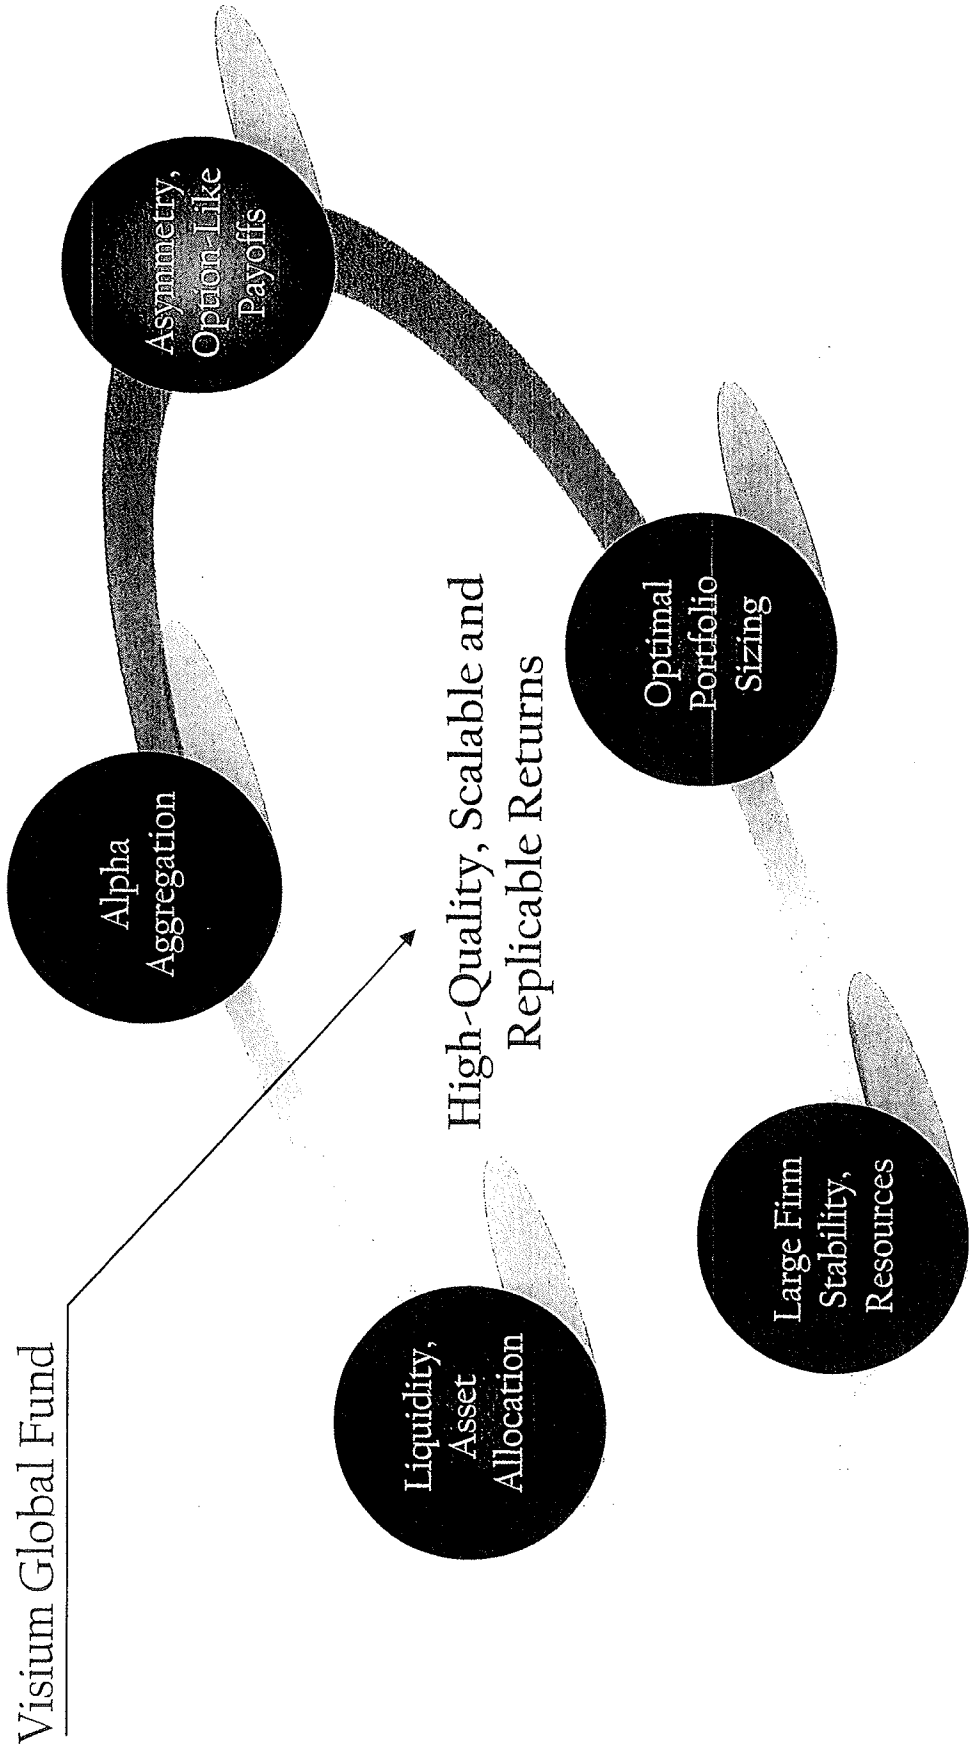 Visium Global Fund
Alpha
Aggregation
Liquidity,
Asset
Allocation
Asymmetry,
Option-Like
Payoffs
High-Quality, Scalable and
Replicable Returns
Large Firm
Stability,
Resources
Optimal
Portfolio
Sizing